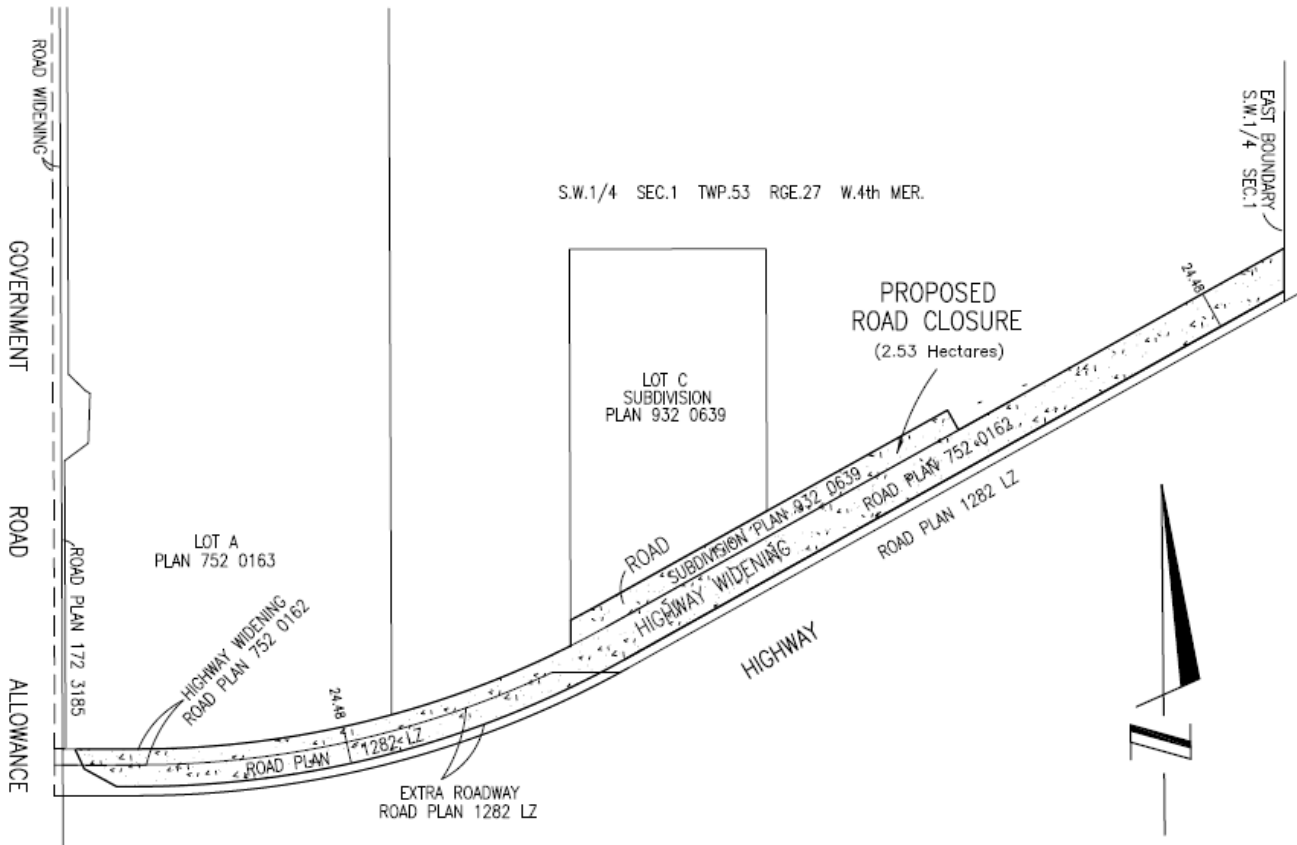 ROAD WIDENING
EAST BOUNDARY
S.W.1/4 SEC.1
S.W.1/4 SEC.1 TWP.53 RGE.27 W.4th MER.
GOVERNMENT
ROAD
ALLOWANCE
24.48
PROPOSED
ROAD CLOSURE
(2.53 Hectares)
LOT C
SUBDIVISION
PLAN 932 0639
ROAD
SUBDIVISION PLAN 932 0639
HIGHWAY WIDENING
ROAD PLAN 752 0162
ROAD PLAN 1282 LZ
HIGHWAY
LOT A
PLAN 752 0163
ROAD PLAN 172 3185
HIGHWAY WIDENING
ROAD PLAN 752 0162
24.48
ROAD PLAN 1282 LZ
EXTRA ROADWAY
ROAD PLAN 1282 LZ